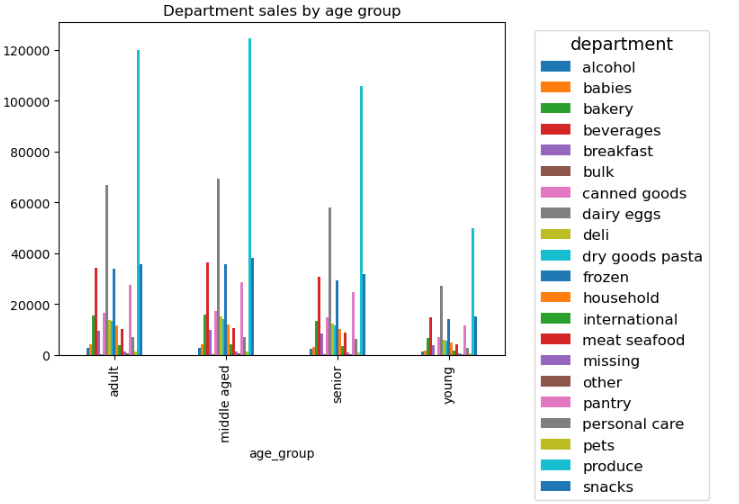 Department sales by age group
120000
100000
80000
60000
40000
20000
0
adult
middle aged
senior
young
age_group
department
alcohol
babies
bakery
beverages
breakfast
bulk
canned goods
dairy eggs
deli
dry goods pasta
frozen
household
international
meat seafood
missing
other
pantry
personal care
pets
produce
snacks